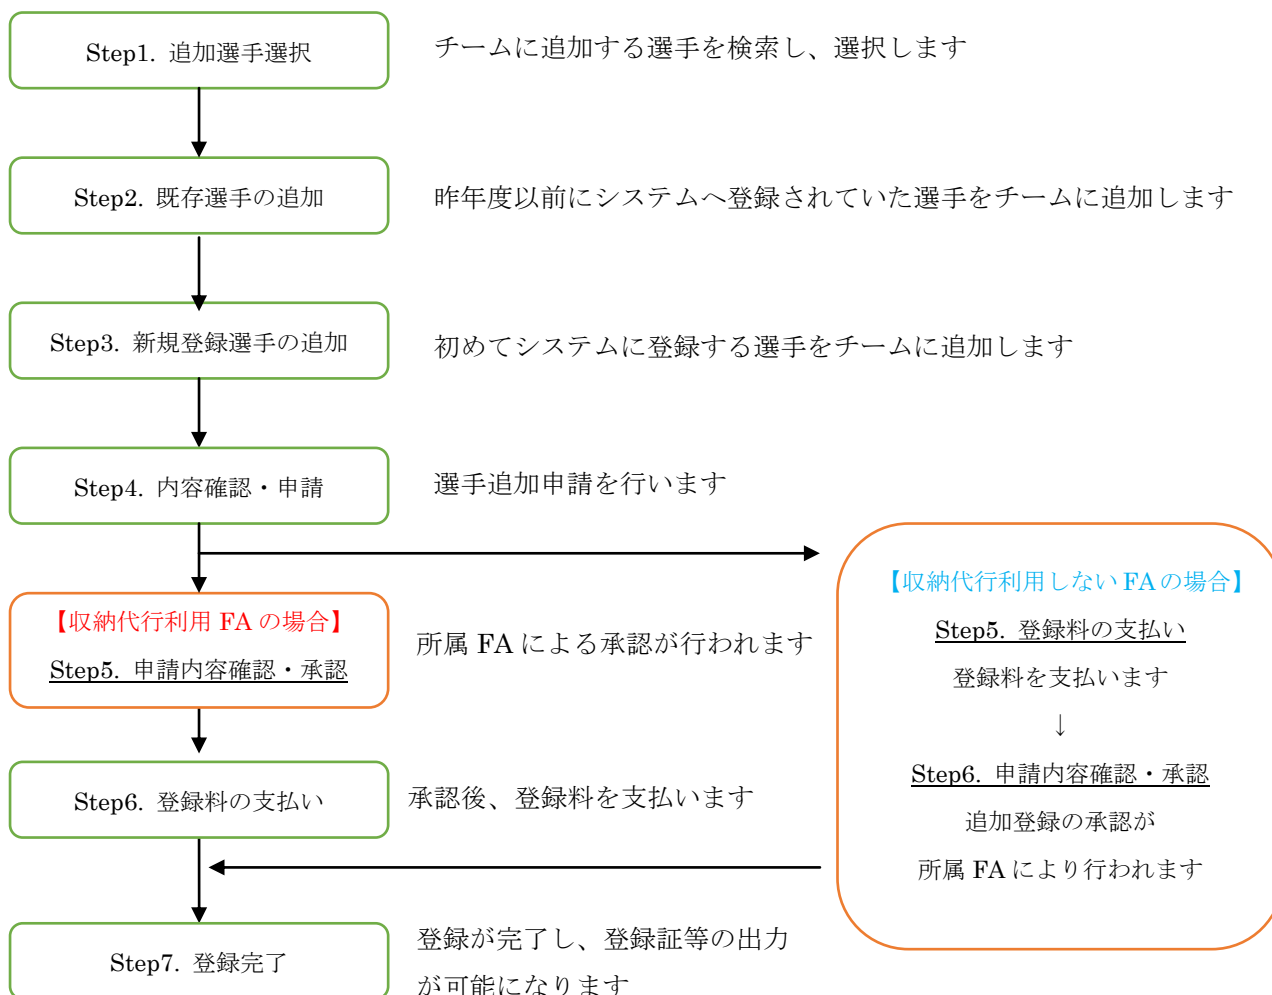 Step1. 追加選手選択
チームに追加する選手を検索し、選択します
Step2. 既存選手の追加
昨年度以前にシステムへ登録されていた選手をチームに追加します
Step3. 新規登録選手の追加
初めてシステムに登録する選手をチームに追加します
Step4. 内容確認・申請
選手追加申請を行います
【収納代行利用 FA の場合】
Step5. 申請内容確認・承認
所属 FA による承認が行われます
Step6. 登録料の支払い
承認後、登録料を支払います
【収納代行利用しない FA の場合】
Step5. 登録料の支払い
登録料を支払います
↓
Step6. 申請内容確認・承認
追加登録の承認が
所属 FA により行われます
Step7. 登録完了
登録が完了し、登録証等の出力
が可能になります